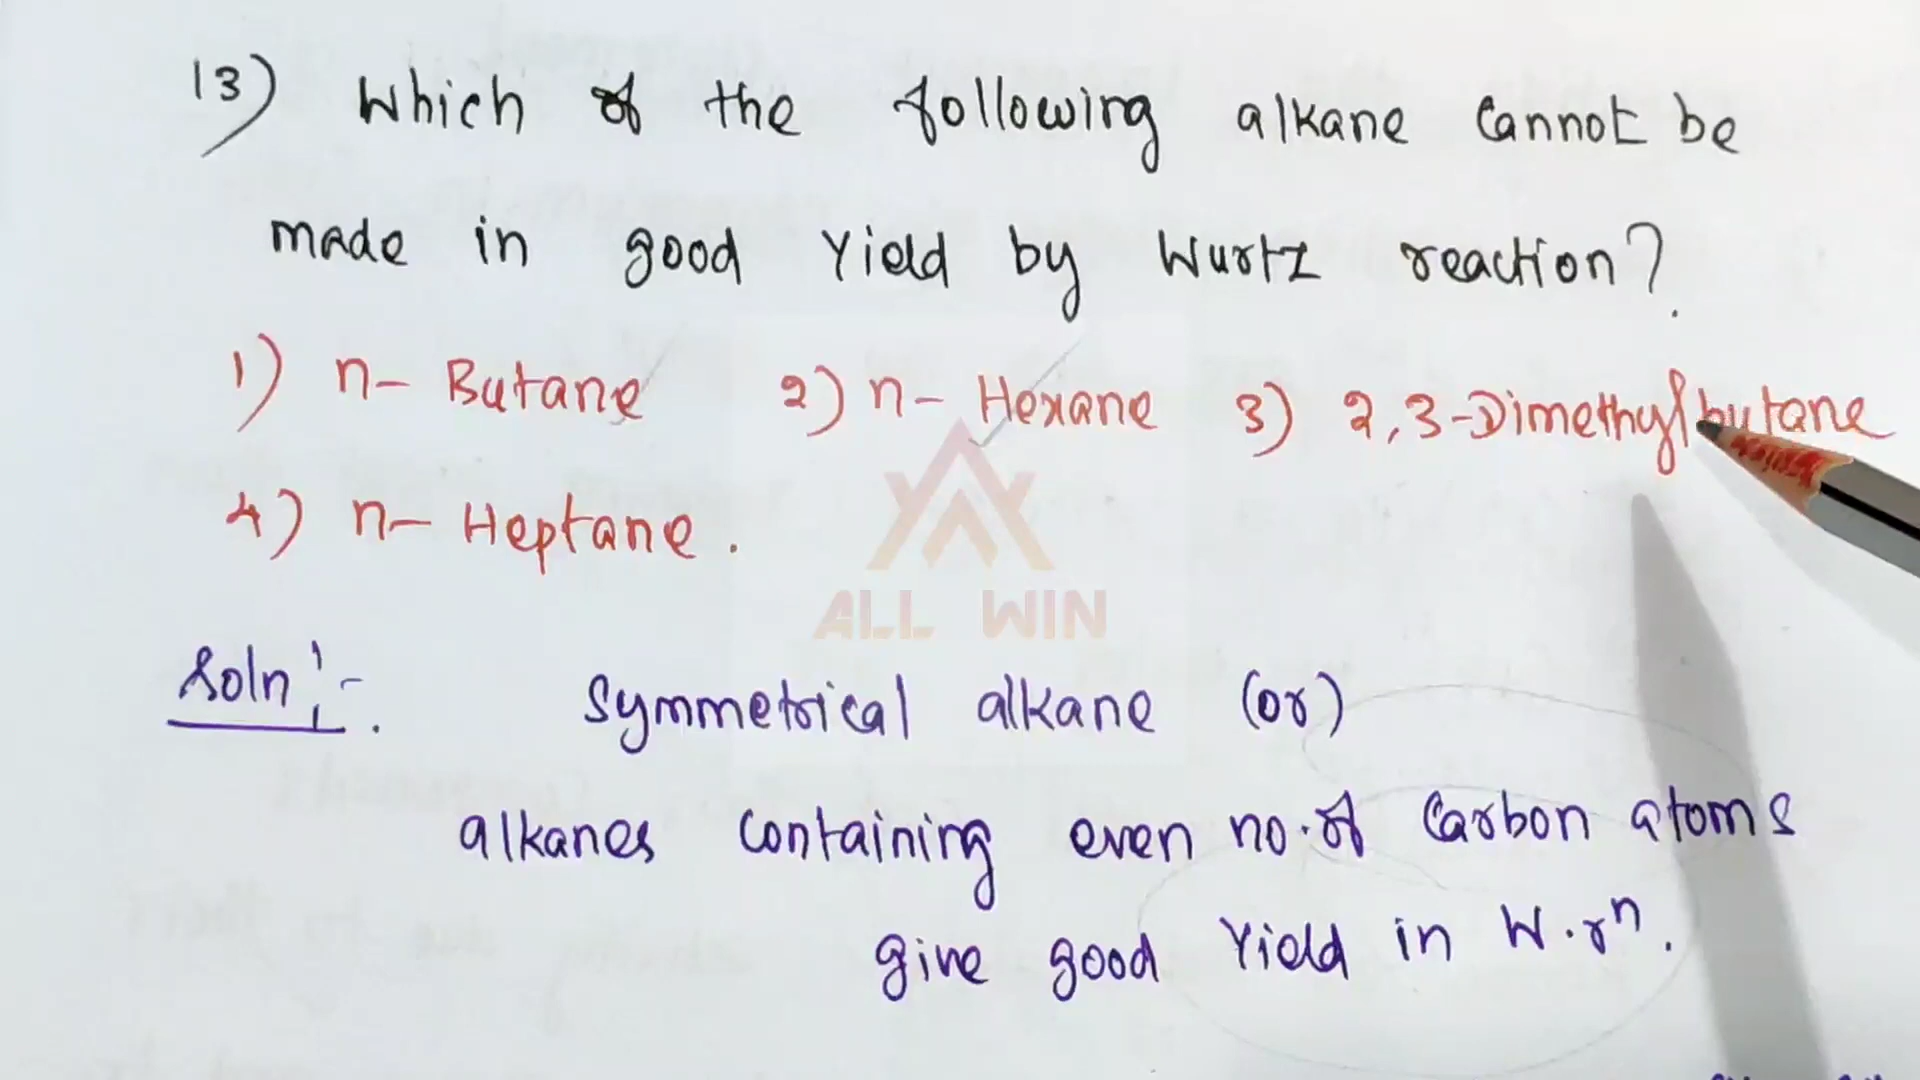 13) Which of the following alkane cannot be
made in good Yield by Wurtz reaction?
1) n- Butane 2) n- Hexane 3) 2,3-Dimethylbutane
4) n- Heptane.
ALL WIN
Soln:-. Symmetrical alkane (or)
alkanes containing even no. of Carbon atoms
give good Yield in W.rⁿ.